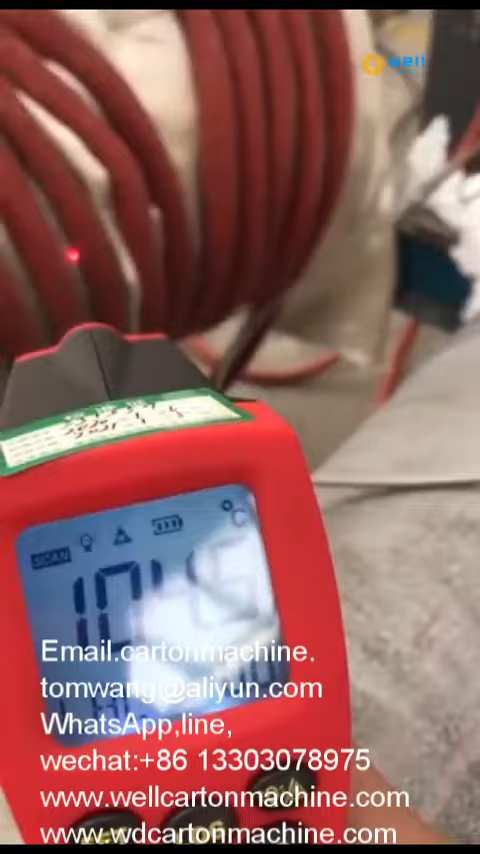 well
°C
SCAN
Email.cartonmachine.
tomwang@aliyun.com
WhatsApp,line,
wechat:+86 13303078975
www.wellcartonmachine.com
www.wdcartonmachine.com